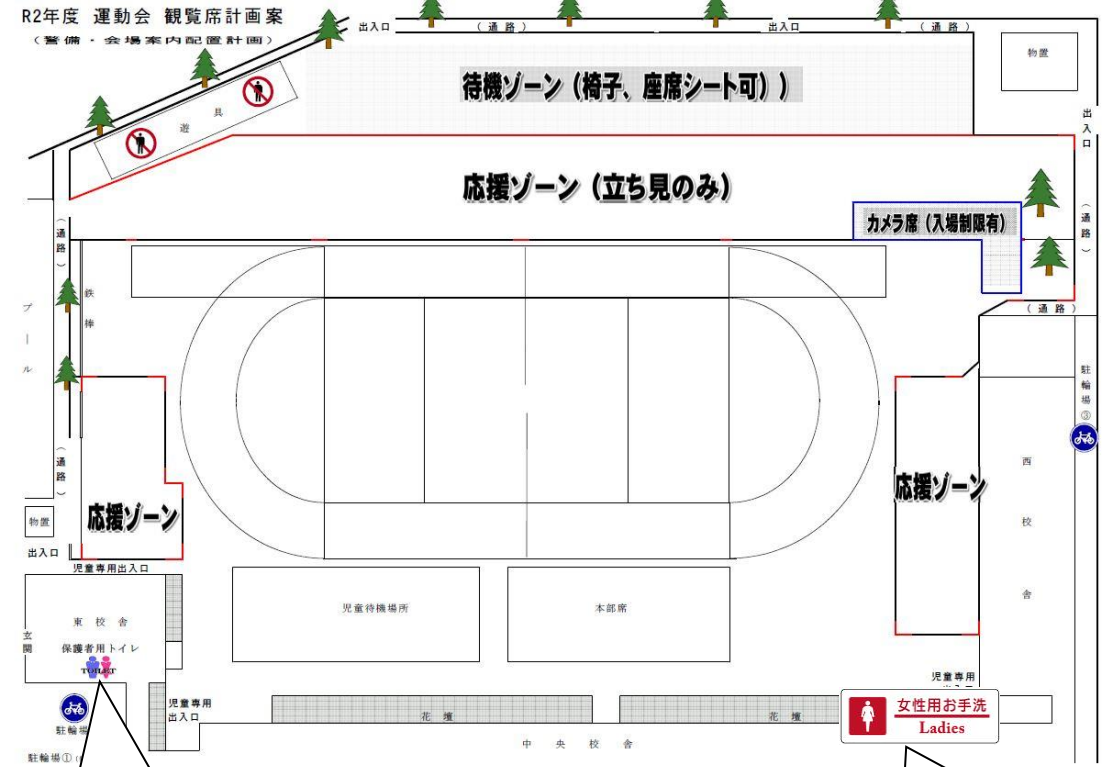 R2年度 運動会 観覧席計画案
(警備・会場案内配置計画)
出入口
(通路)
出入口
(通路)
物置
待機ゾーン(椅子、座席シート可))
遊具
出入口
応援ゾーン(立ち見のみ)
カメラ席(入場制限有)
(通路)
(通路)
鉄棒
プール
(通路)
駐輪場③
(通路)
応援ゾーン
応援ゾーン
西校舎
物置
出入口
児童専用出入口
児童待機場所
本部席
東校舎
玄関
保護者用トイレ
TOILET
児童専用
児童専用
出入口
駐輪場
花壇
花壇
女性用お手洗
Ladies
中央校舎
駐輪場①